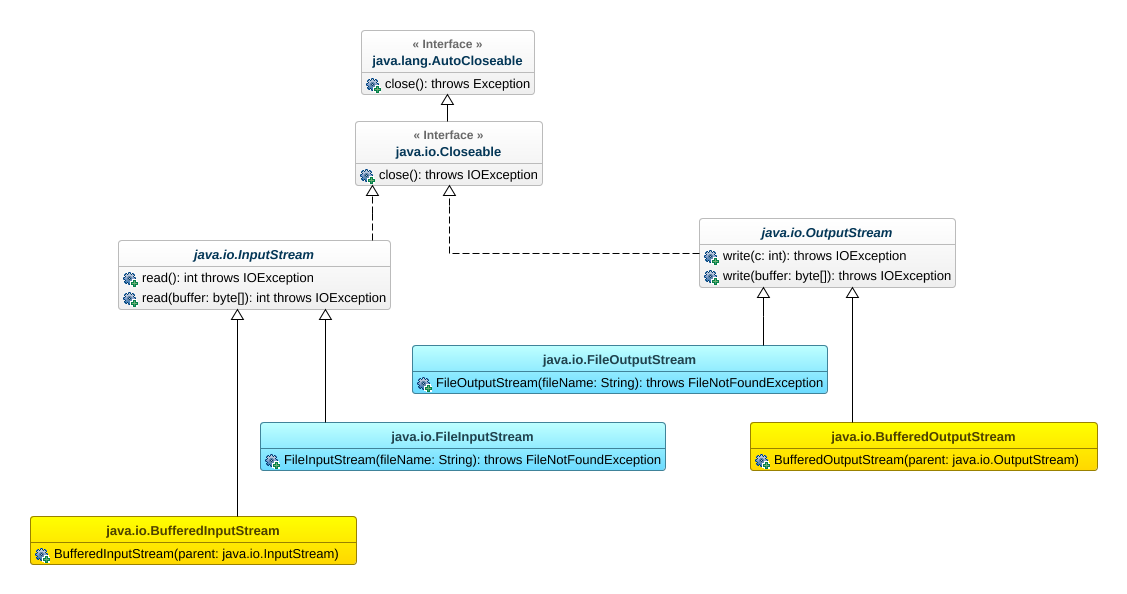 « Interface »
java.lang.AutoCloseable
close(): throws Exception
« Interface »
java.io.Closeable
close(): throws IOException
java.io.InputStream
read(): int throws IOException
read(buffer: byte[]): int throws IOException
java.io.OutputStream
write(c: int): throws IOException
write(buffer: byte[]): throws IOException
java.io.FileOutputStream
FileOutputStream(fileName: String): throws FileNotFoundException
java.io.FileInputStream
FileInputStream(fileName: String): throws FileNotFoundException
java.io.BufferedOutputStream
BufferedOutputStream(parent: java.io.OutputStream)
java.io.BufferedInputStream
BufferedInputStream(parent: java.io.InputStream)